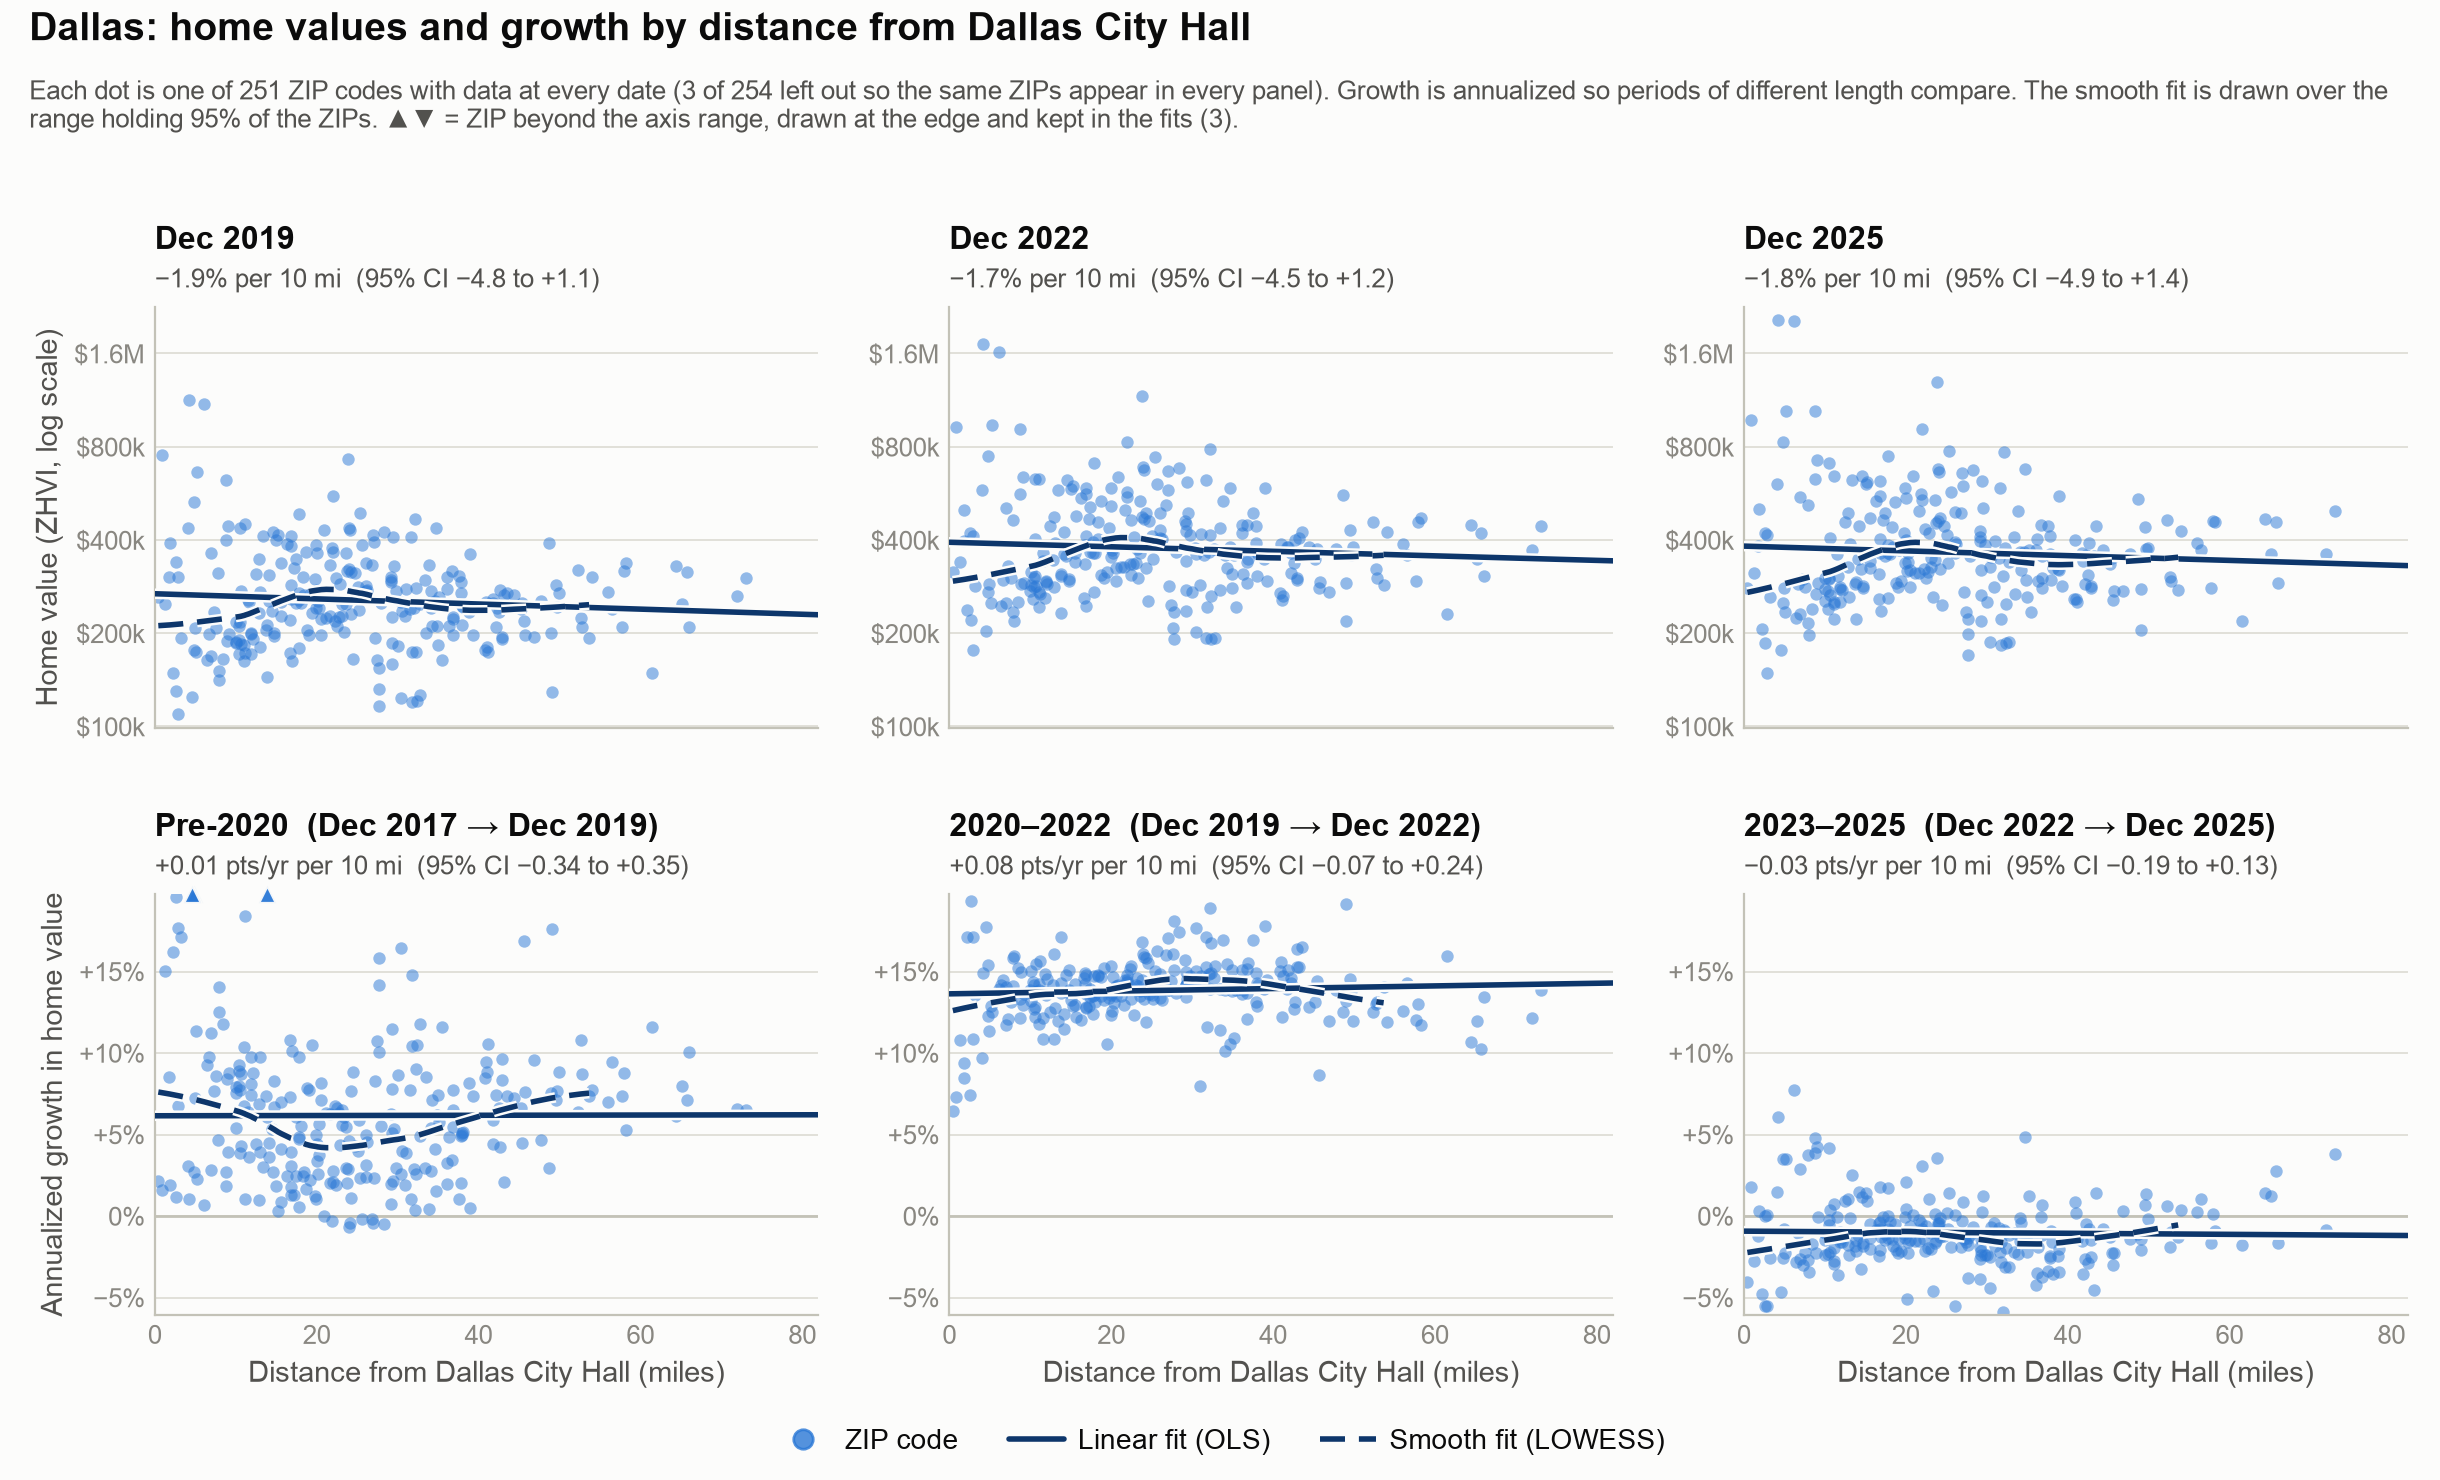 Dallas: home values and growth by distance from Dallas City Hall
Each dot is one of 251 ZIP codes with data at every date (3 of 254 left out so the same ZIPs appear in every panel). Growth is annualized so periods of different length compare. The smooth fit is drawn over the
range holding 95% of the ZIPs. ▲▼ = ZIP beyond the axis range, drawn at the edge and kept in the fits (3).
Dec 2019
−1.9% per 10 mi (95% CI −4.8 to +1.1)
Dec 2022
−1.7% per 10 mi (95% CI −4.5 to +1.2)
Dec 2025
−1.8% per 10 mi (95% CI −4.9 to +1.4)
Home value (ZHVI, log scale)
$1.6M
$800k
$400k
$200k
$100k
$1.6M
$800k
$400k
$200k
$100k
$1.6M
$800k
$400k
$200k
$100k
Pre-2020 (Dec 2017 → Dec 2019)
+0.01 pts/yr per 10 mi (95% CI −0.34 to +0.35)
2020–2022 (Dec 2019 → Dec 2022)
+0.08 pts/yr per 10 mi (95% CI −0.07 to +0.24)
2023–2025 (Dec 2022 → Dec 2025)
−0.03 pts/yr per 10 mi (95% CI −0.19 to +0.13)
Annualized growth in home value
+15%
+10%
+5%
0%
−5%
+15%
+10%
+5%
0%
−5%
+15%
+10%
+5%
0%
−5%
0 20 40 60 80
0 20 40 60 80
0 20 40 60 80
Distance from Dallas City Hall (miles)
Distance from Dallas City Hall (miles)
Distance from Dallas City Hall (miles)
ZIP code
Linear fit (OLS)
Smooth fit (LOWESS)